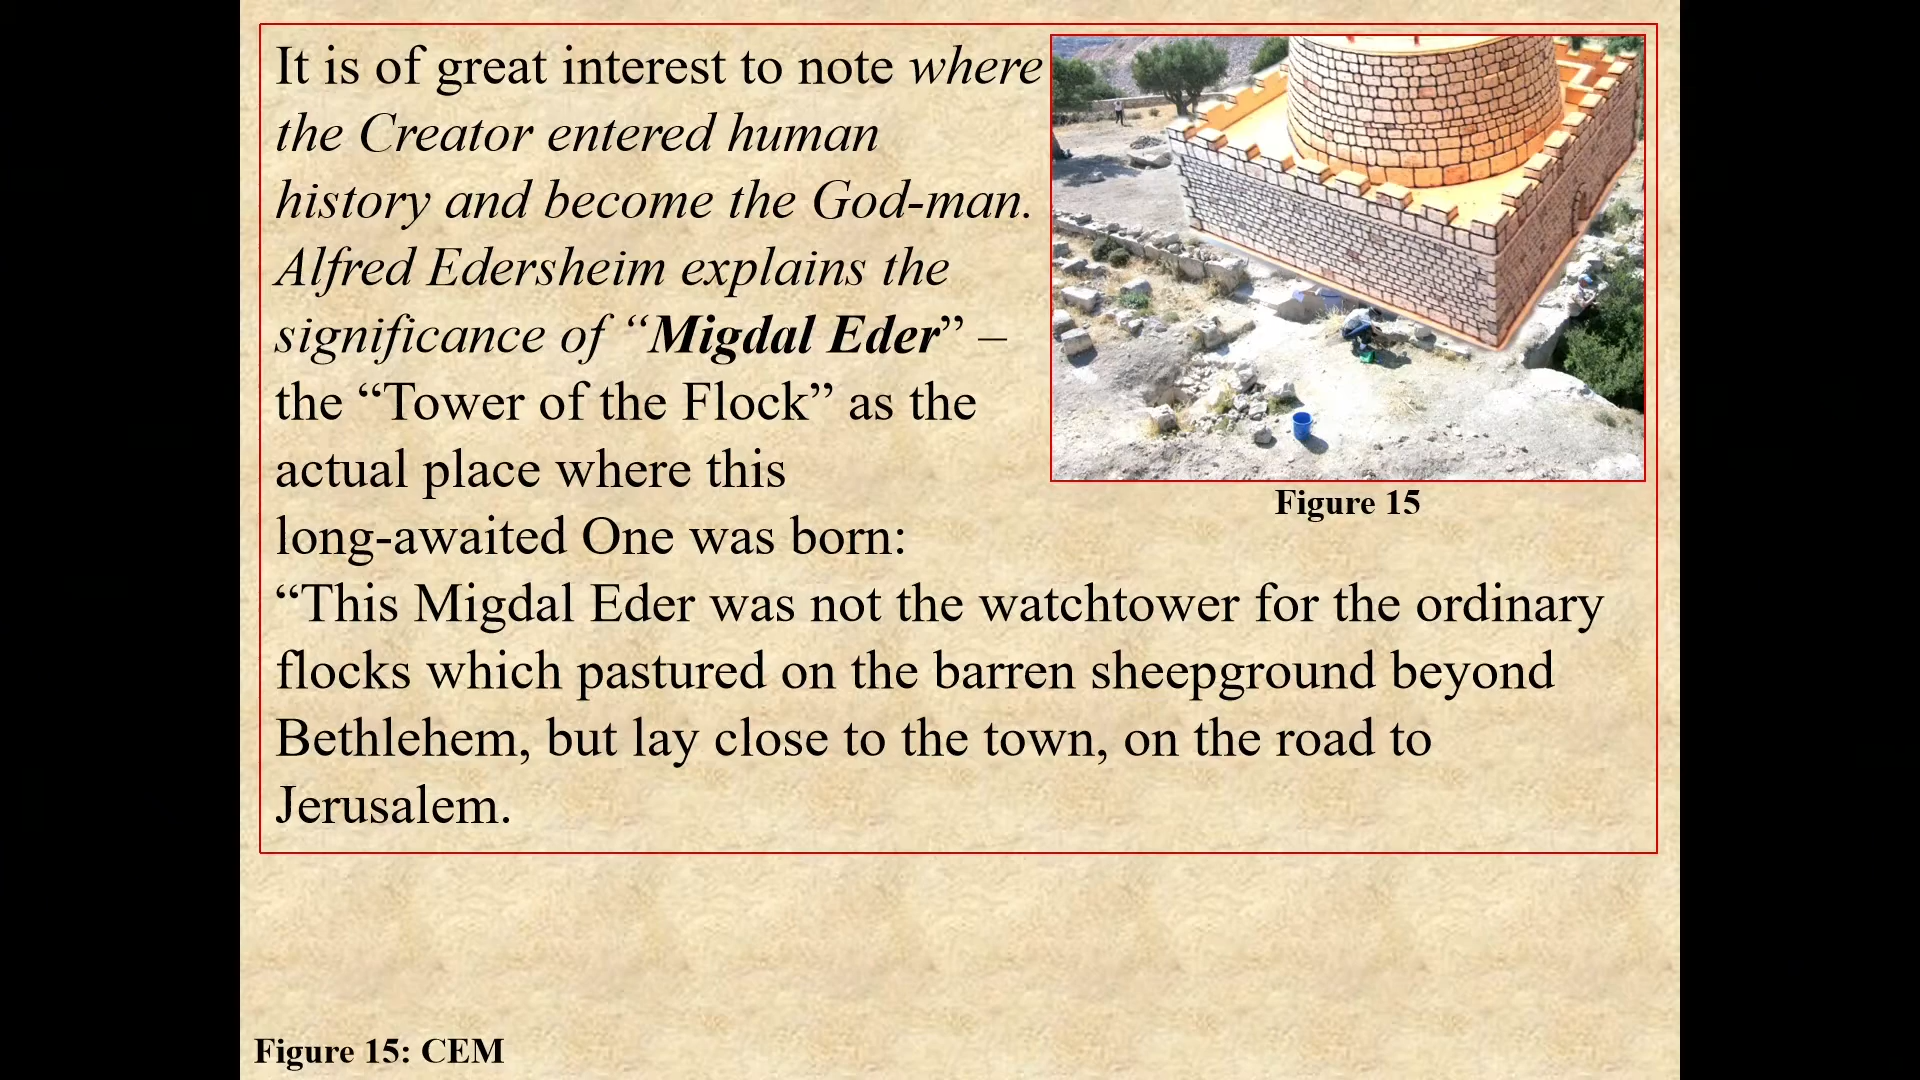 It is of great interest to note where
the Creator entered human
history and become the God-man.
Alfred Edersheim explains the
significance of “Migdal Eder” –
the “Tower of the Flock” as the
actual place where this
long-awaited One was born:
“This Migdal Eder was not the watchtower for the ordinary
flocks which pastured on the barren sheepground beyond
Bethlehem, but lay close to the town, on the road to
Jerusalem.
Figure 15
Figure 15: CEM